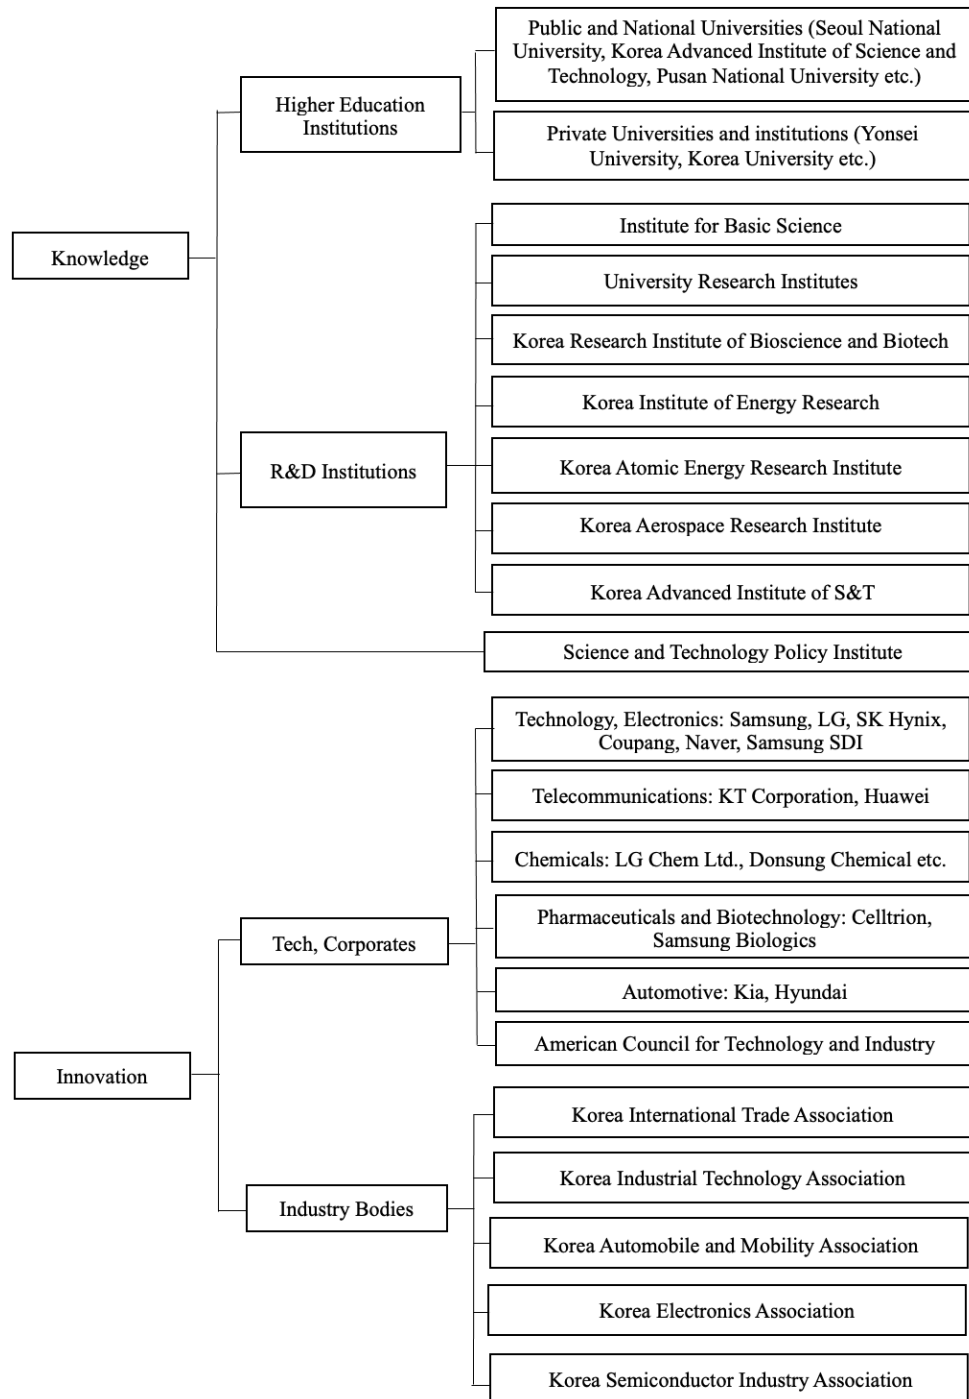 Knowledge
Higher Education
Institutions
Public and National Universities (Seoul National
University, Korea Advanced Institute of Science and
Technology, Pusan National University etc.)
Private Universities and institutions (Yonsei
University, Korea University etc.)
R&D Institutions
Institute for Basic Science
University Research Institutes
Korea Research Institute of Bioscience and Biotech
Korea Institute of Energy Research
Korea Atomic Energy Research Institute
Korea Aerospace Research Institute
Korea Advanced Institute of S&T
Science and Technology Policy Institute
Innovation
Tech, Corporates
Technology, Electronics: Samsung, LG, SK Hynix,
Coupang, Naver, Samsung SDI
Telecommunications: KT Corporation, Huawei
Chemicals: LG Chem Ltd., Donsung Chemical etc.
Pharmaceuticals and Biotechnology: Celltrion,
Samsung Biologics
Automotive: Kia, Hyundai
American Council for Technology and Industry
Industry Bodies
Korea International Trade Association
Korea Industrial Technology Association
Korea Automobile and Mobility Association
Korea Electronics Association
Korea Semiconductor Industry Association